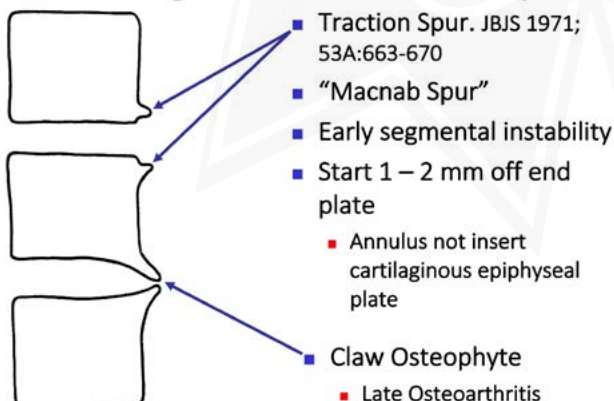 Traction Spur. JBJS 1971;
53A:663-670
“Macnab Spur”
Early segmental instability
Start 1 – 2 mm off end
plate
Annulus not insert
cartilaginous epiphyseal
plate
Claw Osteophyte
Late Osteoarthritis